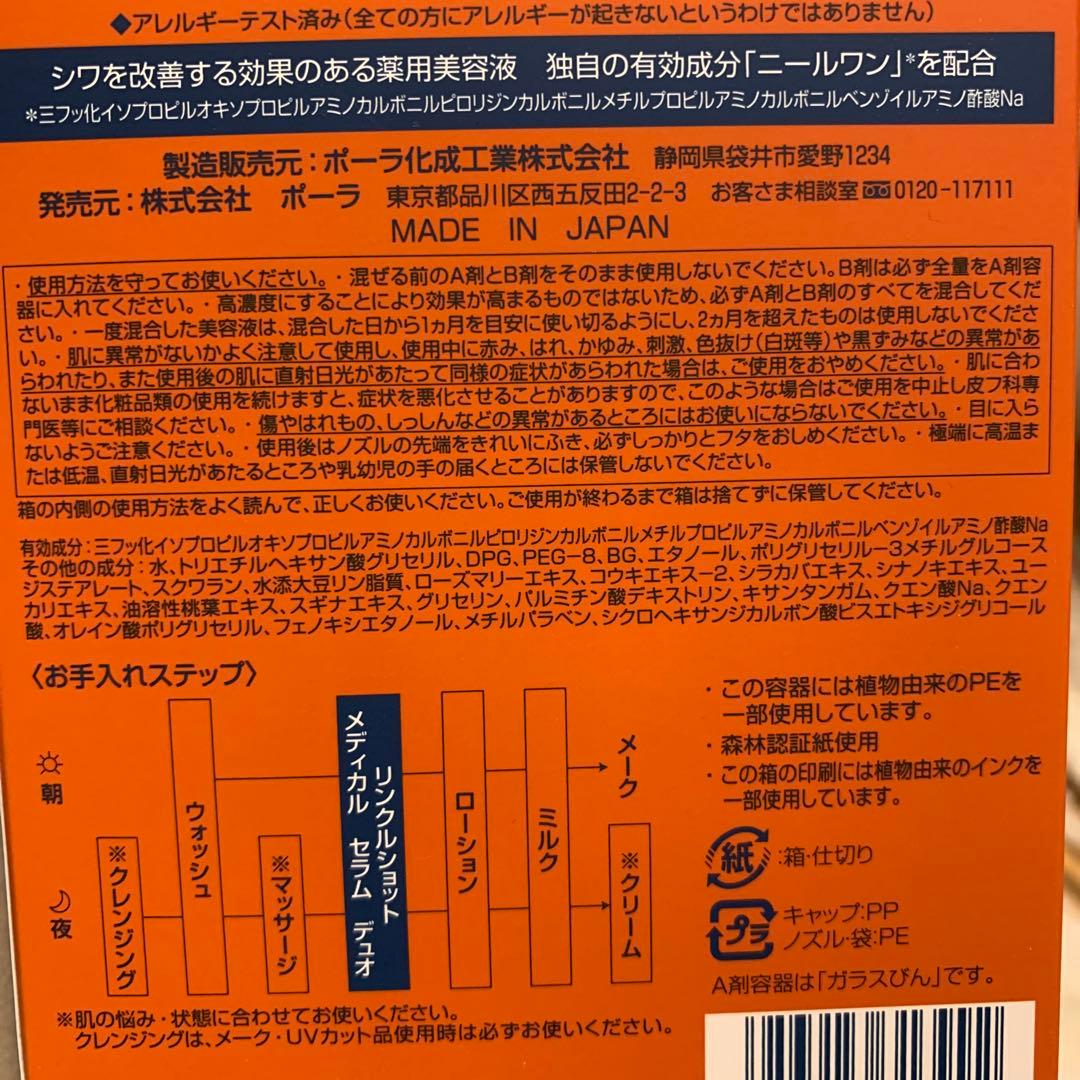 ◆アレルギーテスト済み(全ての方にアレルギーが起きないというわけではありません)
シワを改善する効果のある薬用美容液　独自の有効成分「ニールワン」*を配合
*三フッ化イソプロピルオキソプロピルアミノカルボニルピロリジンカルボニルメチルプロピルアミノカルボニルベンゾイルアミノ酢酸Na
製造販売元:ポーラ化成工業株式会社　静岡県袋井市愛野1234
発売元:株式会社　ポーラ　東京都品川区西五反田2-2-3　お客さま相談室 0120-117111
MADE IN JAPAN
・使用方法を守ってお使いください。・混ぜる前のA剤とB剤をそのまま使用しないでください。B剤は必ず全量をA剤容
器に入れてください。・高濃度にすることにより効果が高まるものではないため、必ずA剤とB剤のすべてを混合してくだ
さい。・一度混合した美容液は、混合した日から1ヵ月を目安に使い切るようにし、2ヵ月を超えたものは使用しないでくださ
い。・肌に異常がないかよく注意して使用し、使用中に赤み、はれ、かゆみ、刺激、色抜け(白斑等)や黒ずみなどの異常があ
らわれたり、また使用後の肌に直射日光があたって同様の症状があらわれた場合は、ご使用をおやめください。・肌に合わ
ないまま化粧品類の使用を続けますと、症状を悪化させることがありますので、このような場合はご使用を中止し皮フ科専
門医等にご相談ください。・傷やはれもの、しっしんなどの異常があるところにはお使いにならないでください。・目に入ら
ないようご注意ください。・使用後はノズルの先端をきれいにふき、必ずしっかりとフタをおしめください。・極端に高温ま
たは低温、直射日光があたるところや乳幼児の手の届くところには保管しないでください。
箱の内側の使用方法をよく読んで、正しくお使いください。ご使用が終わるまで箱は捨てずに保管してください。
有効成分:三フッ化イソプロピルオキソプロピルアミノカルボニルピロリジンカルボニルメチルプロピルアミノカルボニルベンゾイルアミノ酢酸Na
その他の成分:水、トリエチルヘキサン酸グリセリル、DPG、PEG-8、BG、エタノール、ポリグリセリル-3メチルグルコース
ジステアレート、スクワラン、水添大豆リン脂質、ローズマリーエキス、コウキエキス-2、シラカバエキス、シナノキエキス、ユー
カリエキス、油溶性桃葉エキス、スギナエキス、グリセリン、パルミチン酸デキストリン、キサンタンガム、クエン酸Na、クエン
酸、オレイン酸ポリグリセリル、フェノキシエタノール、メチルパラベン、シクロヘキサンジカルボン酸ビスエトキシジグリコール
〈お手入れステップ〉
朝
夜
※クレンジング
ウォッシュ
※マッサージ
リンクルショット
メディカル セラム デュオ
ローション
ミルク
メーク
※クリーム
※肌の悩み・状態に合わせてお使いください。
クレンジングは、メーク・UVカット品使用時は必ずお使いください。
・この容器には植物由来のPEを
一部使用しています。
・森林認証紙使用
・この箱の印刷には植物由来のインクを
一部使用しています。
紙:箱・仕切り
プラ
キャップ:PP
ノズル・袋:PE
A剤容器は「ガラスびん」です。